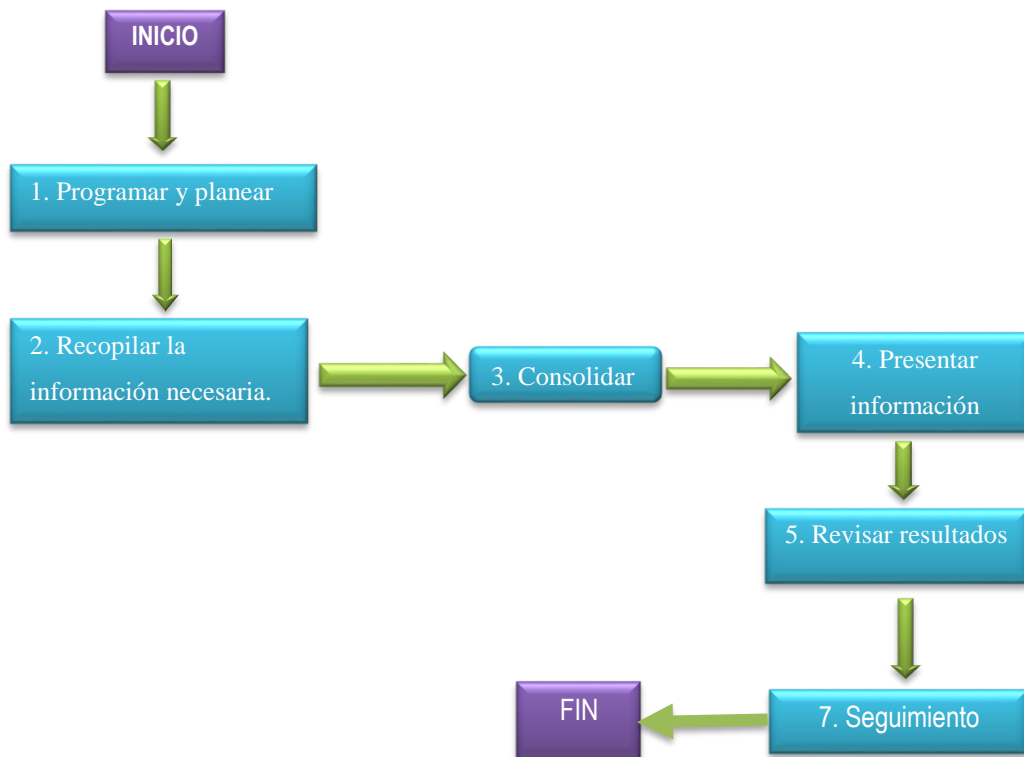 INICIO
1. Programar y planear
2. Recopilar la
información necesaria.
3. Consolidar
4. Presentar
información
5. Revisar resultados
7. Seguimiento
FIN